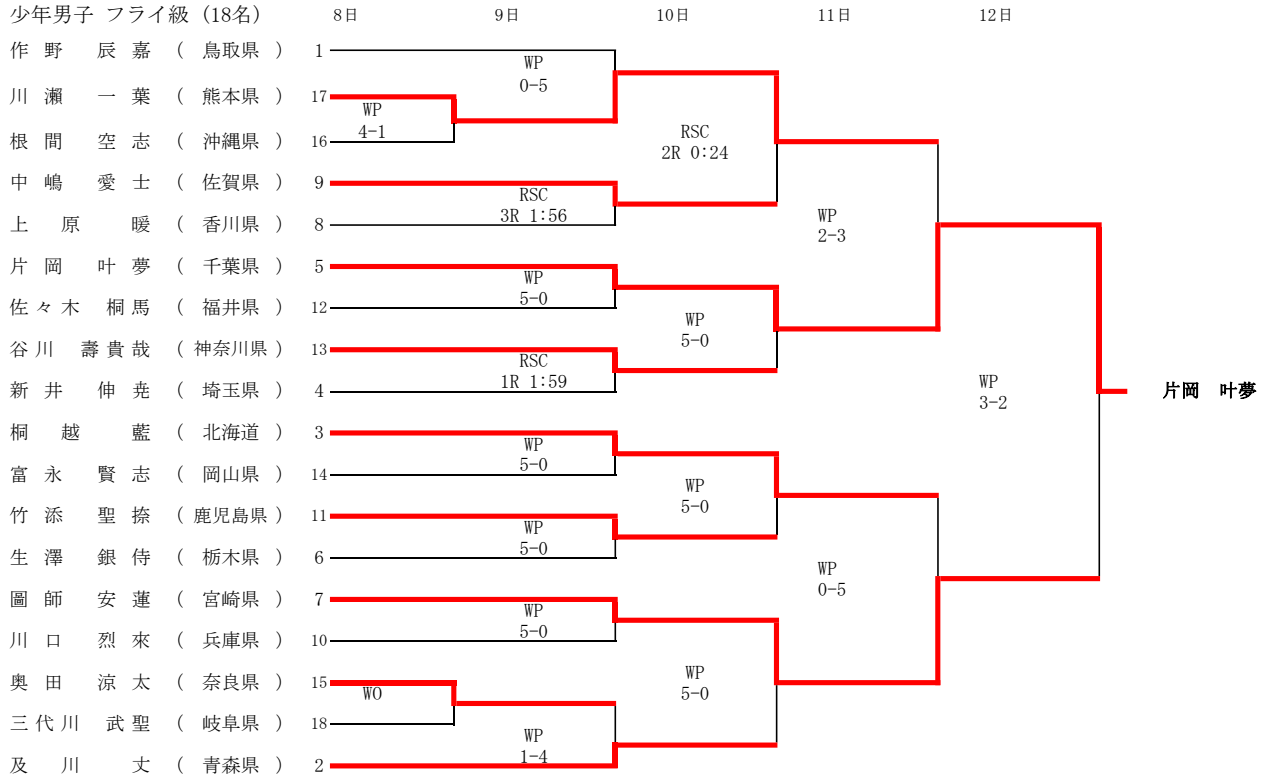 少年男子 フライ級 (18名) 8日 9日 10日 11日 12日
作野 辰嘉 ( 鳥取県 ) 1
WP
0-5
川瀬 一葉 ( 熊本県 ) 17
WP
4-1
根間 空志 ( 沖縄県 ) 16
RSC
2R 0:24
中嶋 愛士 ( 佐賀県 ) 9
RSC
3R 1:56
上原 暖 ( 香川県 ) 8
WP
2-3
片岡 叶夢 ( 千葉県 ) 5
WP
5-0
佐々木 桐馬 ( 福井県 ) 12
WP
5-0
谷川 壽貴哉 ( 神奈川県 ) 13
RSC
1R 1:59
新井 伸尭 ( 埼玉県 ) 4
WP
3-2
片岡 叶夢
桐越 藍 ( 北海道 ) 3
WP
5-0
富永 賢志 ( 岡山県 ) 14
WP
5-0
竹添 聖捺 ( 鹿児島県 ) 11
WP
5-0
生澤 銀侍 ( 栃木県 ) 6
WP
0-5
圖師 安蓮 ( 宮崎県 ) 7
WP
5-0
川口 烈來 ( 兵庫県 ) 10
WP
5-0
奥田 涼太 ( 奈良県 ) 15
WO
三代川 武聖 ( 岐阜県 ) 18
WP
1-4
及川 丈 ( 青森県 ) 2